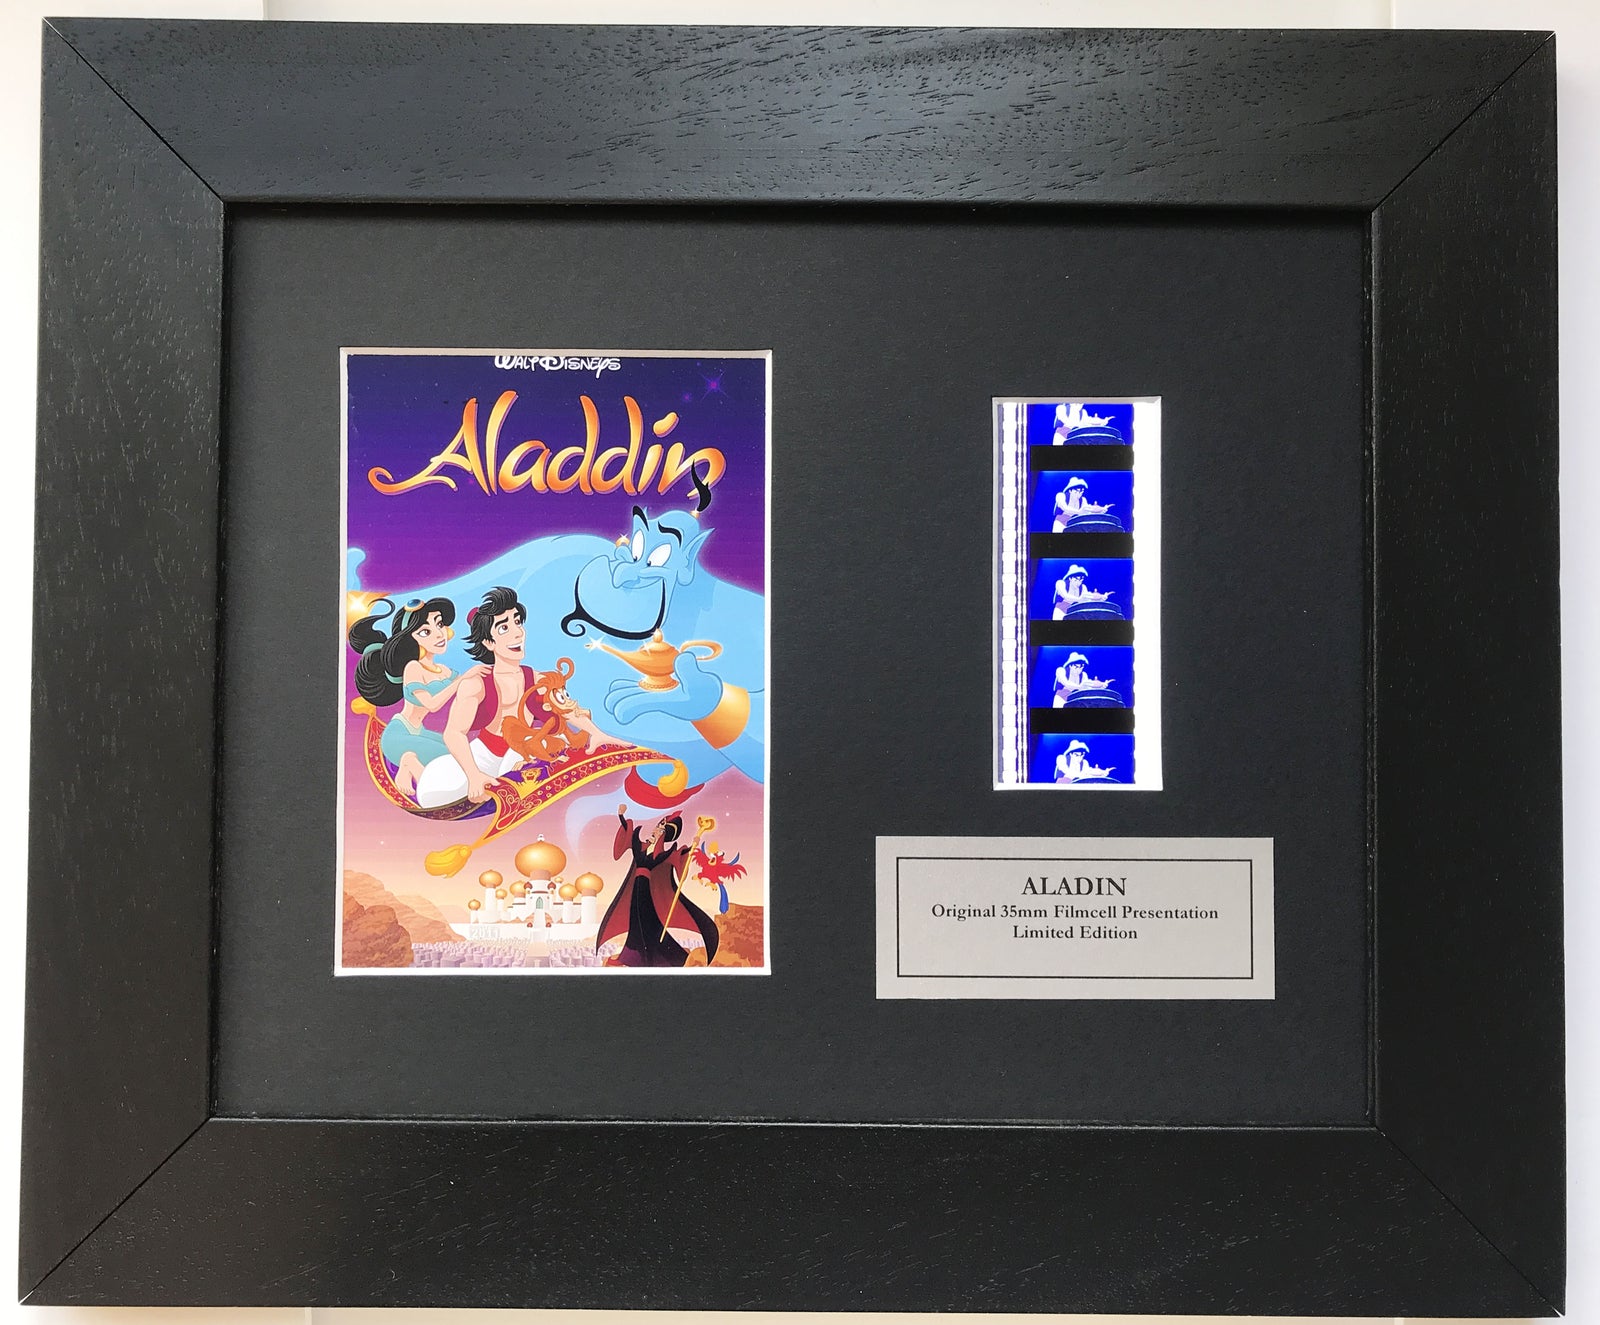 WALT DISNEY'S
Aladdin
ALADIN
Original 35mm Filmcell Presentation
Limited Edition